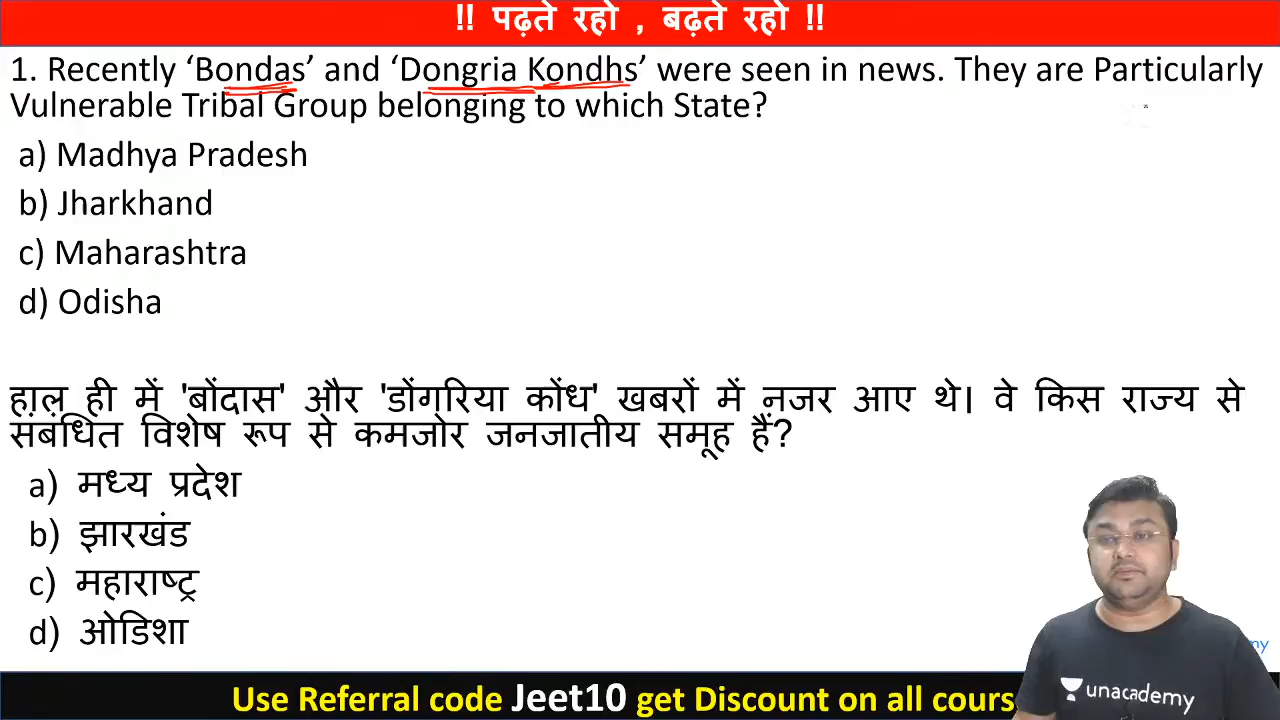 !! पढ़ते रहो , बढ़ते रहो !!
1. Recently ‘Bondas’ and ‘Dongria Kondhs’ were seen in news. They are Particularly
Vulnerable Tribal Group belonging to which State?
a) Madhya Pradesh
b) Jharkhand
c) Maharashtra
d) Odisha
हाल ही में 'बोंदास' और 'डोंगरिया कोंध' खबरों में नजर आए थे। वे किस राज्य से
संबंधित विशेष रूप से कमजोर जनजातीय समूह हैं?
a) मध्य प्रदेश
b) झारखंड
c) महाराष्ट्र
d) ओडिशा
unacademy
Use Referral code Jeet10 get Discount on all cours